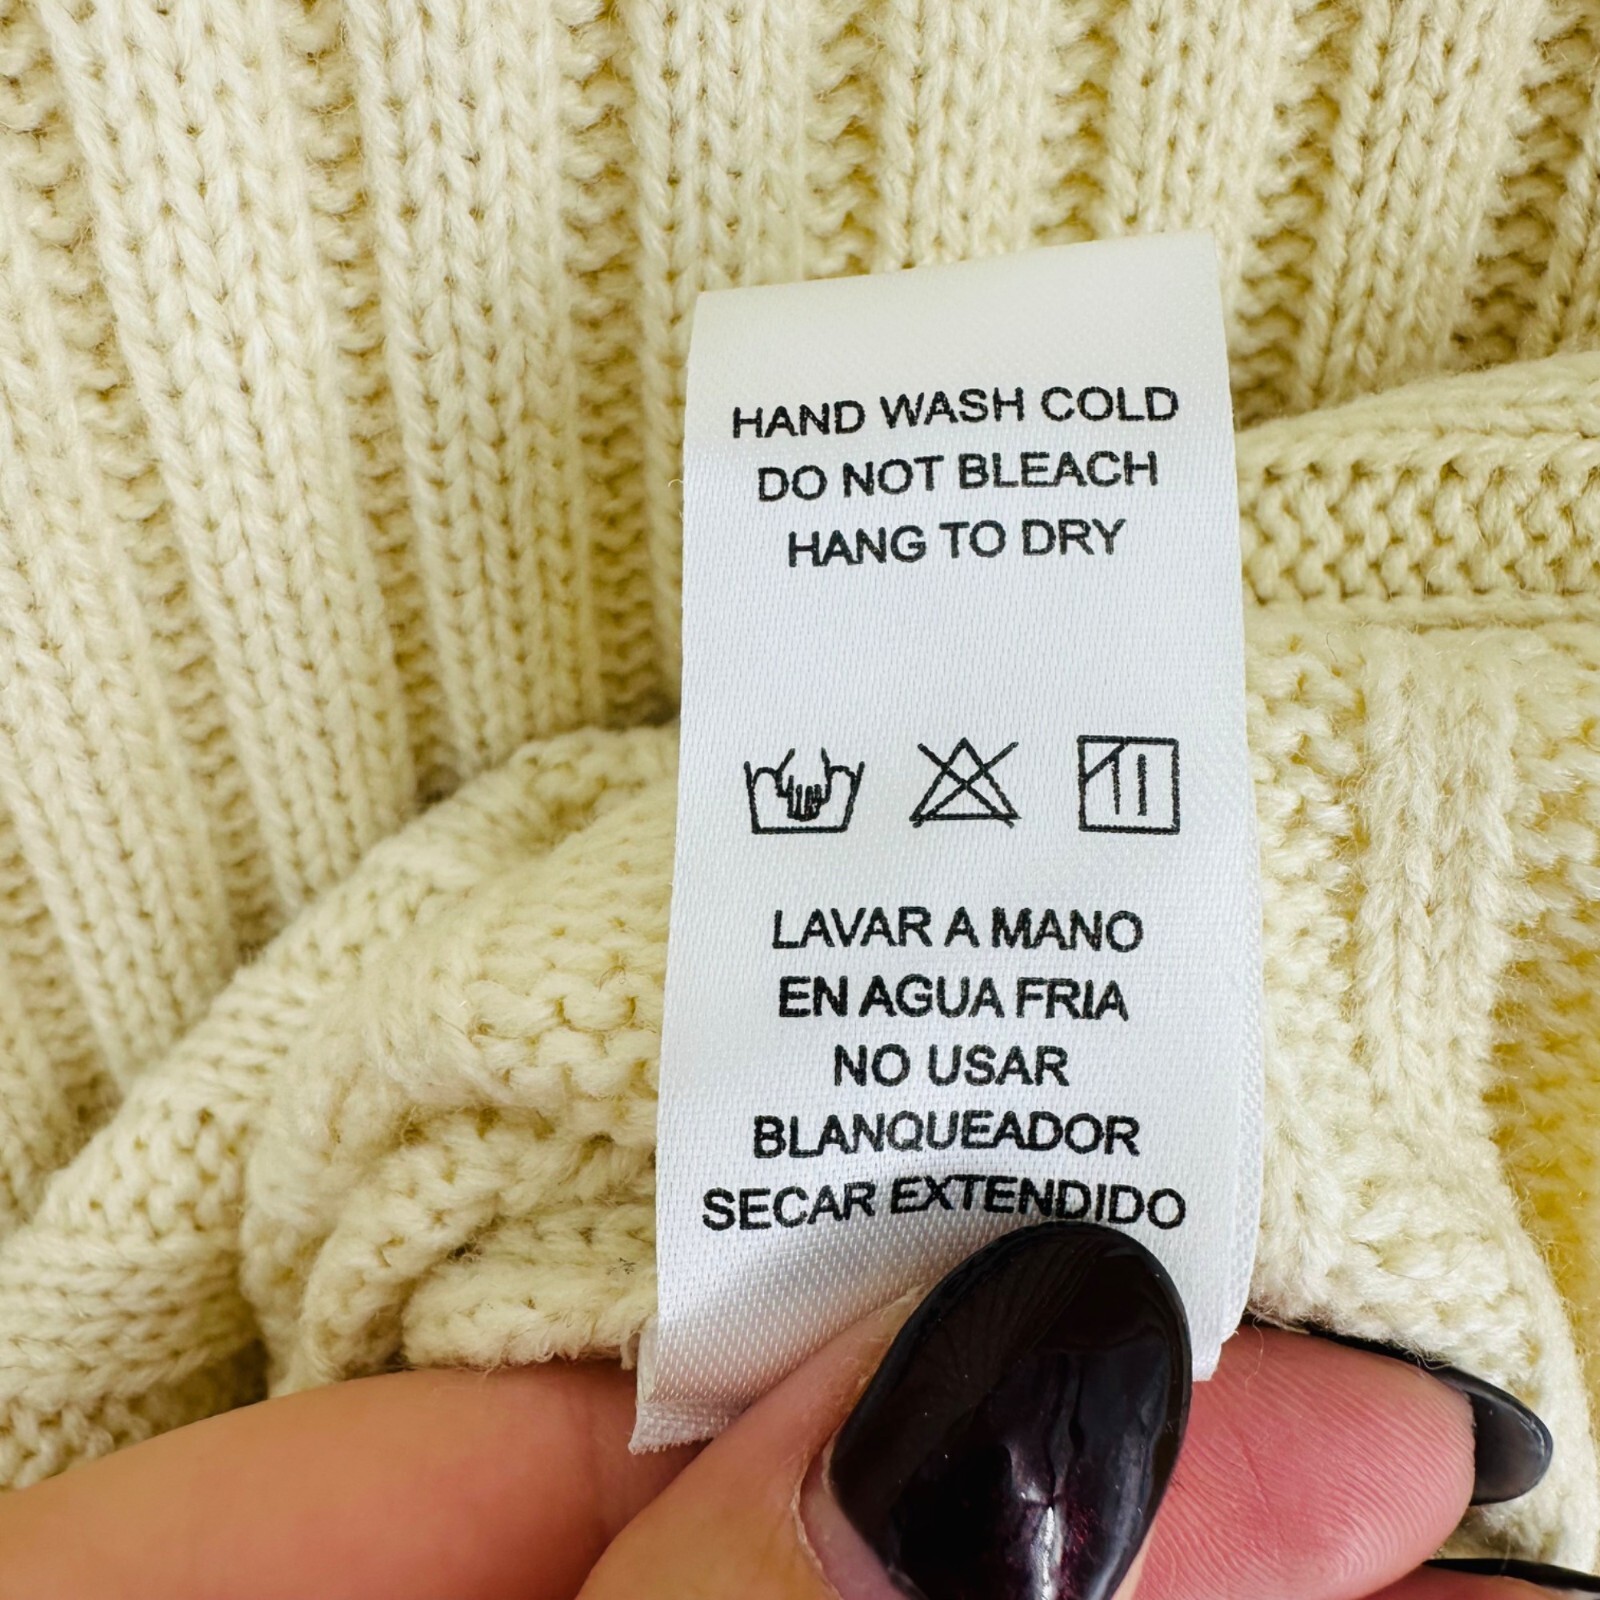 HAND WASH COLD
DO NOT BLEACH
HANG TO DRY
LAVAR A MANO
EN AGUA FRIA
NO USAR
BLANQUEADOR
SECAR EXTENDIDO